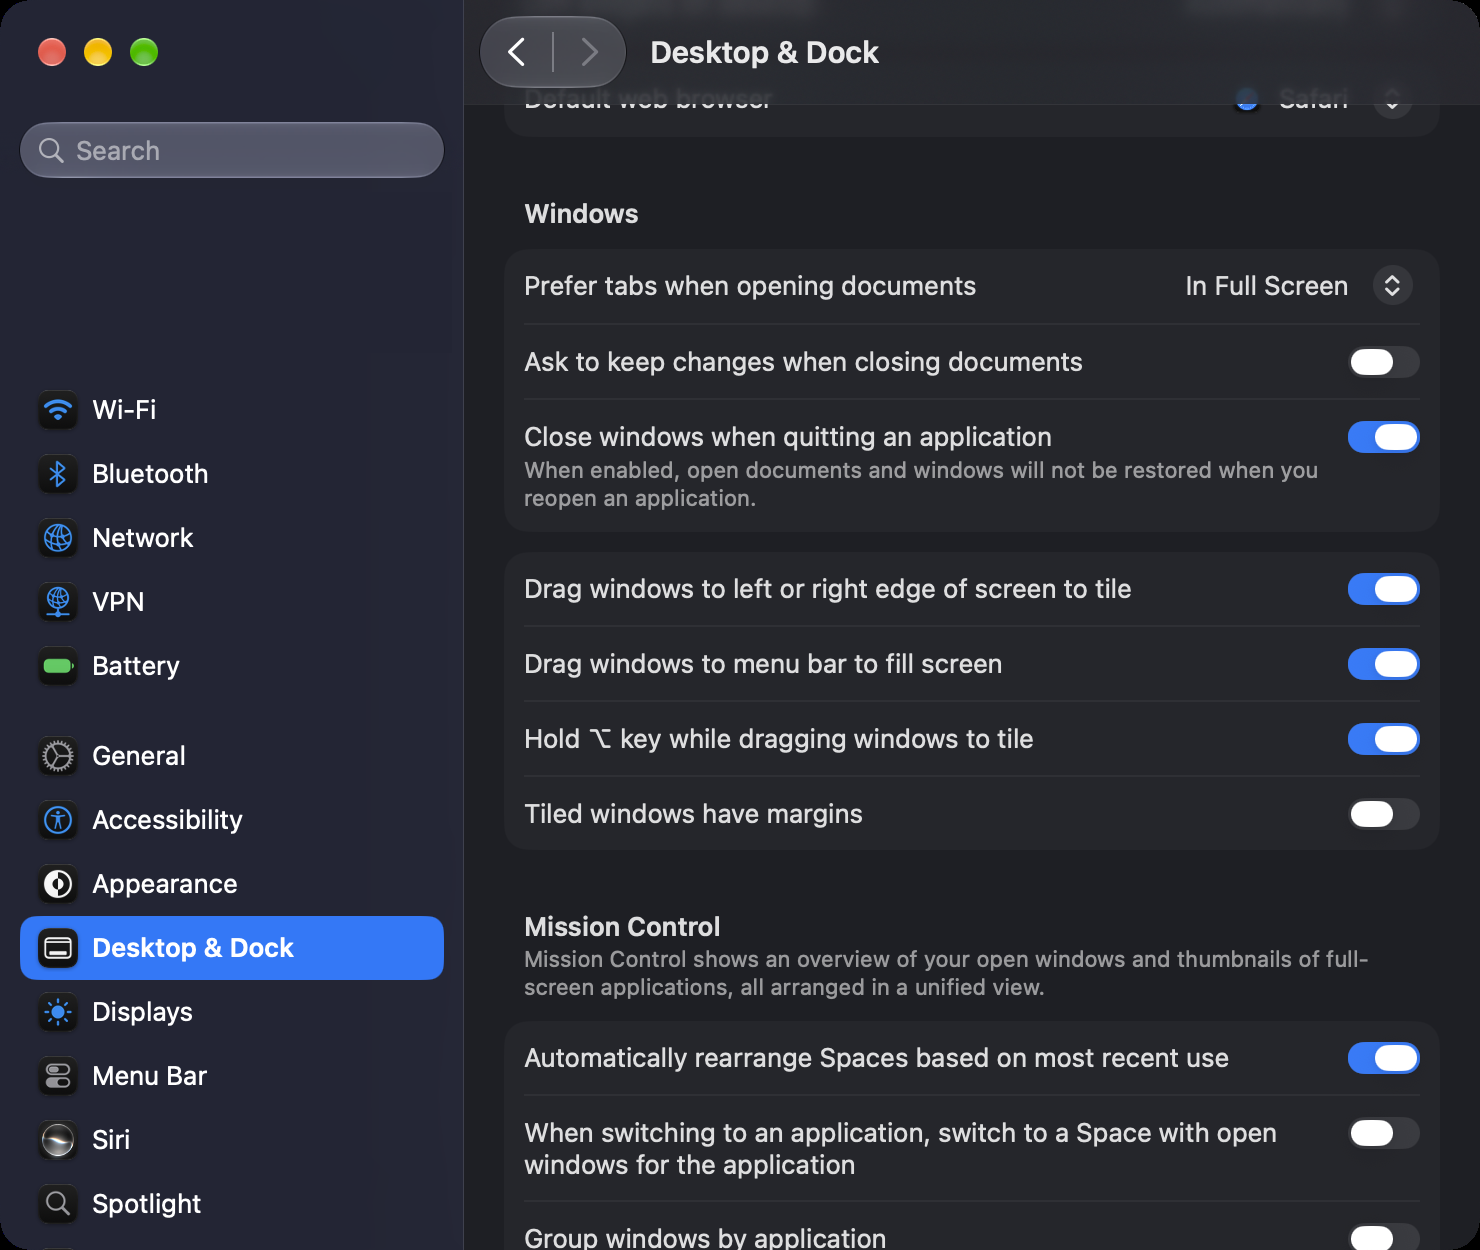 Desktop & Dock
Search
Wi-Fi
Bluetooth
Network
VPN
Battery
General
Accessibility
Appearance
Desktop & Dock
Displays
Menu Bar
Siri
Spotlight
Default web browser
Safari
Windows
Prefer tabs when opening documents
In Full Screen
Ask to keep changes when closing documents
Close windows when quitting an application
When enabled, open documents and windows will not be restored when you
reopen an application.
Drag windows to left or right edge of screen to tile
Drag windows to menu bar to fill screen
Hold ⌥ key while dragging windows to tile
Tiled windows have margins
Mission Control
Mission Control shows an overview of your open windows and thumbnails of full-
screen applications, all arranged in a unified view.
Automatically rearrange Spaces based on most recent use
When switching to an application, switch to a Space with open
windows for the application
Group windows by application